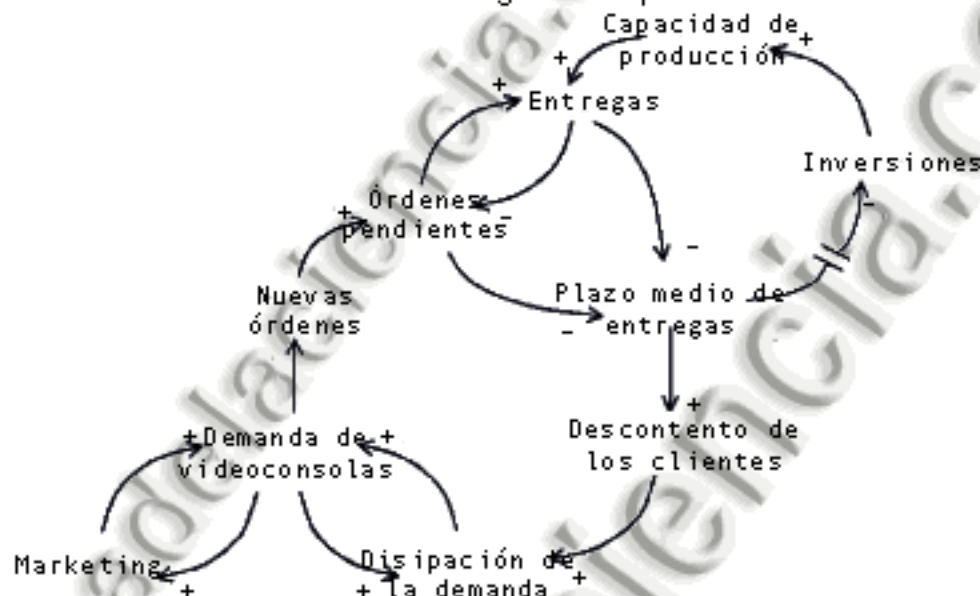 Capacidad de
producción
+
+
+
Entregas
Inversiones
-
Órdenes
pendientes
+
-
-
Plazo medio de
entregas
-
Nuevas
órdenes
+
Descontento de
los clientes
+
Demanda de
videoconsolas
+
Marketing
+
Disipación de
la demanda
+
+